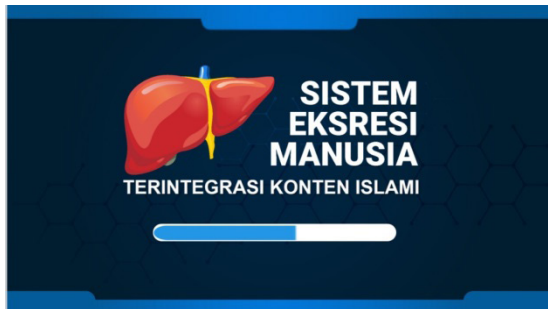 SISTEM
EKSRESI
MANUSIA
TERINTEGRASI KONTEN ISLAMI